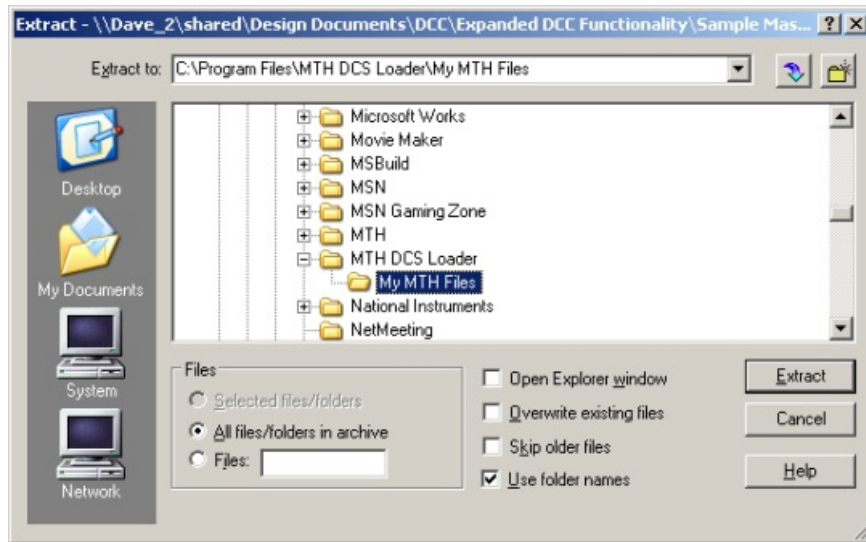 Extract - \\Dave_2\shared\Design Documents\DCC\Expanded DCC Functionality\Sample Mas...
Extract to: C:\Program Files\MTH DCS Loader\My MTH Files
Desktop
My Documents
System
Network
Microsoft Works
Movie Maker
MSBuild
MSN
MSN Gaming Zone
MTH
MTH DCS Loader
My MTH Files
National Instruments
NetMeeting
Files
Selected files/folders
All files/folders in archive
Files:
Open Explorer window
Overwrite existing files
Skip older files
Use folder names
Extract
Cancel
Help